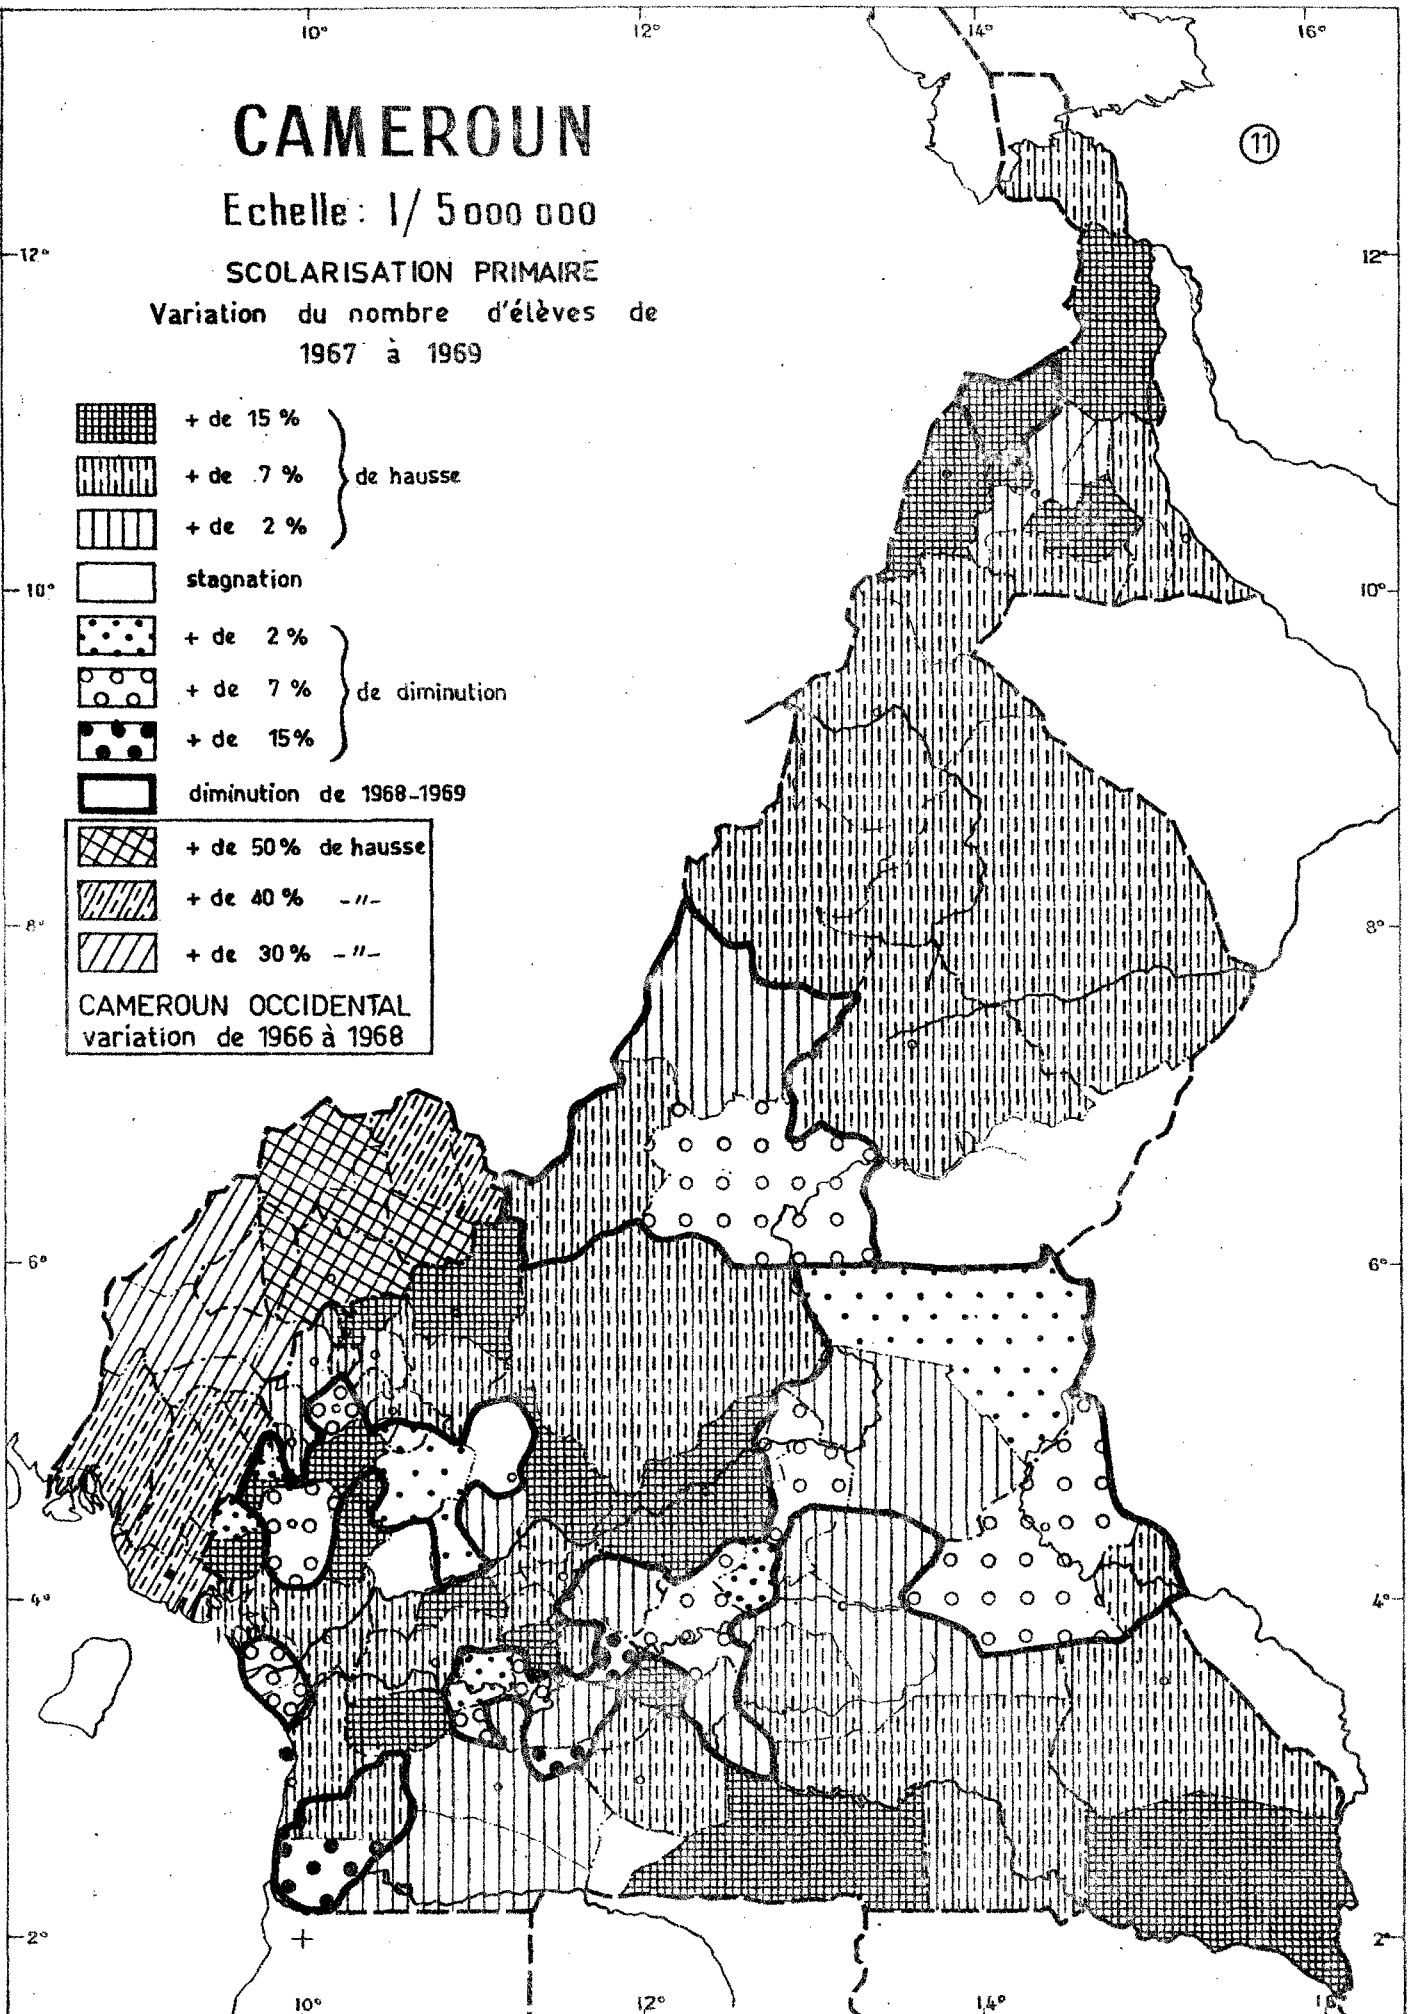 10° 12° 14° 16°
CAMEROUN
11
Echelle: 1/ 5 000 000
12° 12°
SCOLARISATION PRIMAIRE
Variation du nombre d'élèves de
1967 à 1969
+ de 15 %
+ de 7 % de hausse
+ de 2 %
stagnation
10° 10°
+ de 2 %
+ de 7 % de diminution
+ de 15%
diminution de 1968-1969
+ de 50% de hausse
+ de 40 % -"-
8° 8°
+ de 30 % -"-
CAMEROUN OCCIDENTAL
variation de 1966 à 1968
6° 6°
4° 4°
2° 2°
10° 12° 14° 16°